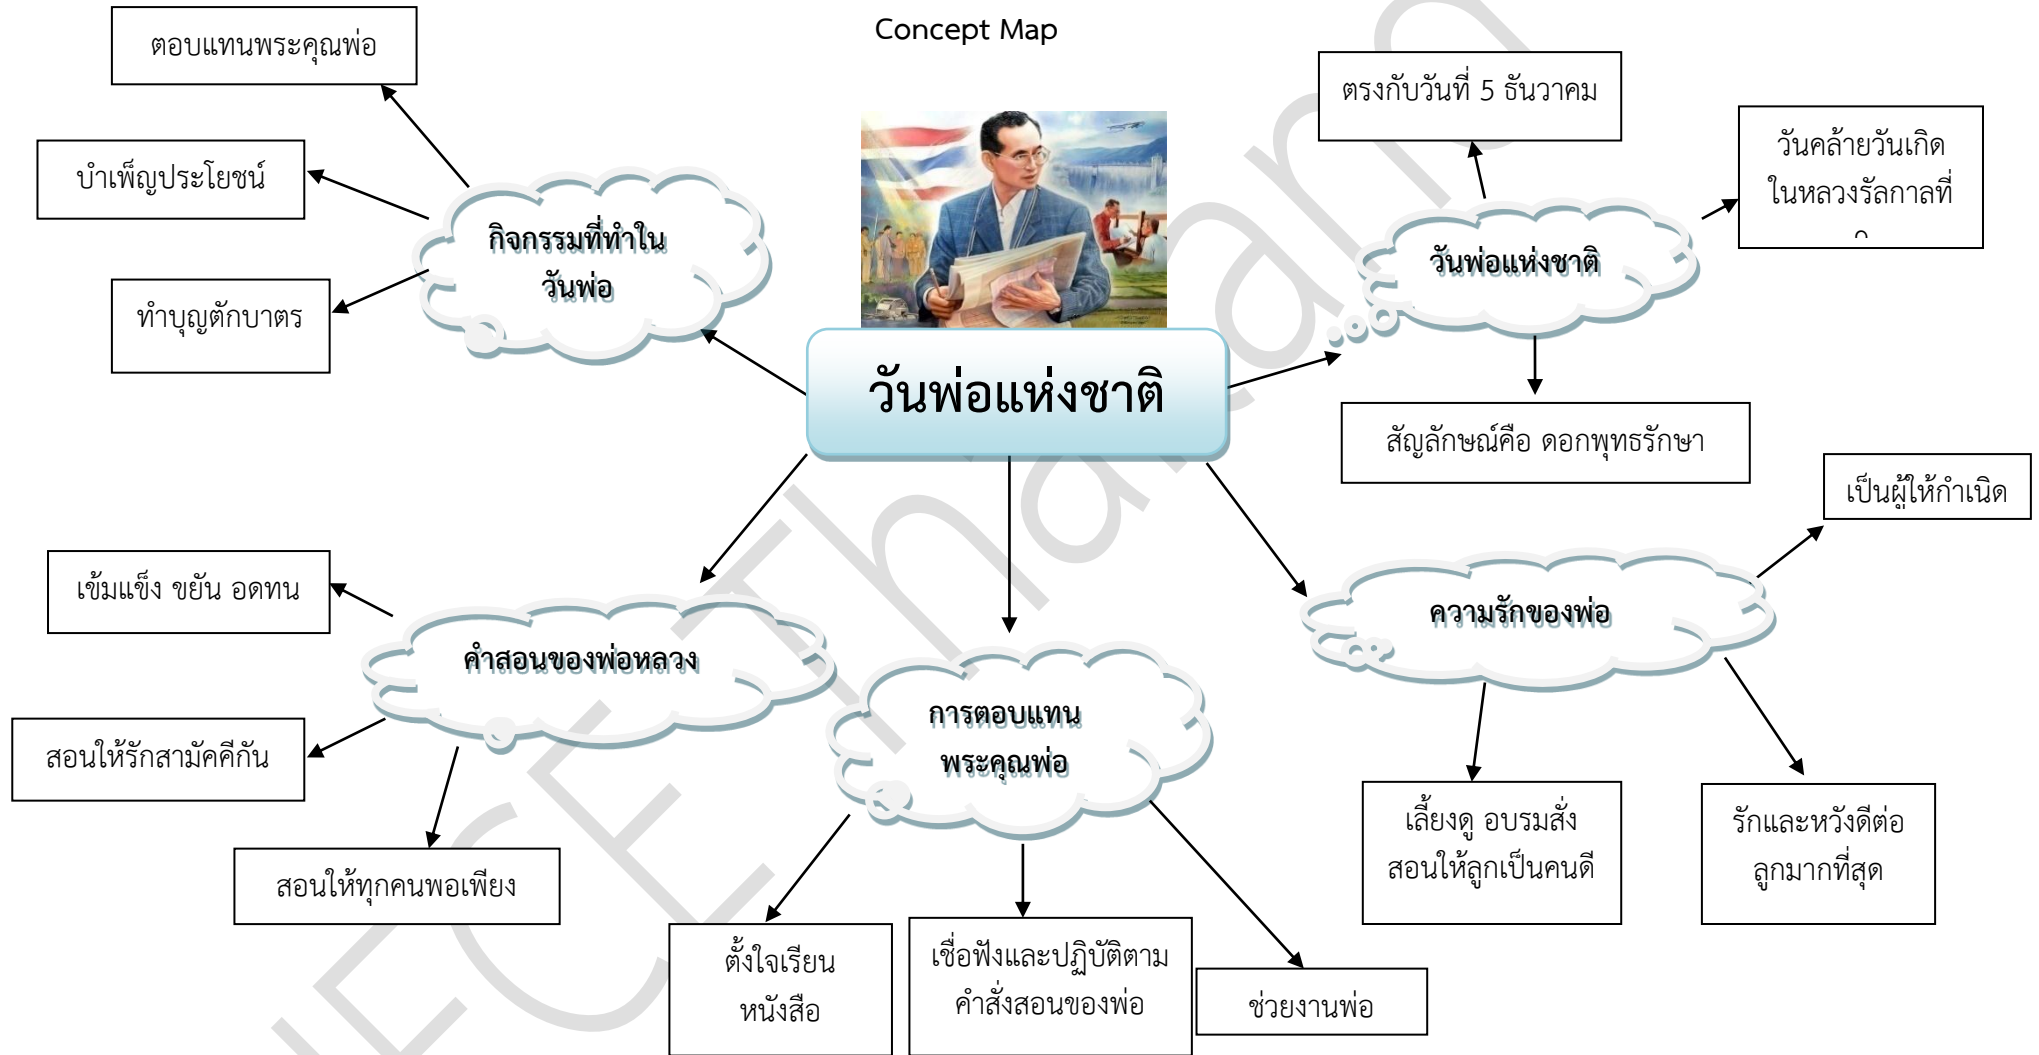 Concept Map
ตอบแทนพระคุณพ่อ
บำเพ็ญประโยชน์
ทำบุญตักบาตร
กิจกรรมที่ทำใน
วันพ่อ
ตรงกับวันที่ 5 ธันวาคม
วันคล้ายวันเกิด
ในหลวงรัลกาลที่
วันพ่อแห่งชาติ
วันพ่อแห่งชาติ
สัญลักษณ์คือ ดอกพุทธรักษา
เป็นผู้ให้กำเนิด
ความรักของพ่อ
เลี้ยงดู อบรมสั่ง
สอนให้ลูกเป็นคนดี
รักและหวังดีต่อ
ลูกมากที่สุด
เข้มแข็ง ขยัน อดทน
คำสอนของพ่อหลวง
สอนให้รักสามัคคีกัน
สอนให้ทุกคนพอเพียง
การตอบแทน
พระคุณพ่อ
ตั้งใจเรียน
หนังสือ
เชื่อฟังและปฏิบัติตาม
คำสั่งสอนของพ่อ
ช่วยงานพ่อ